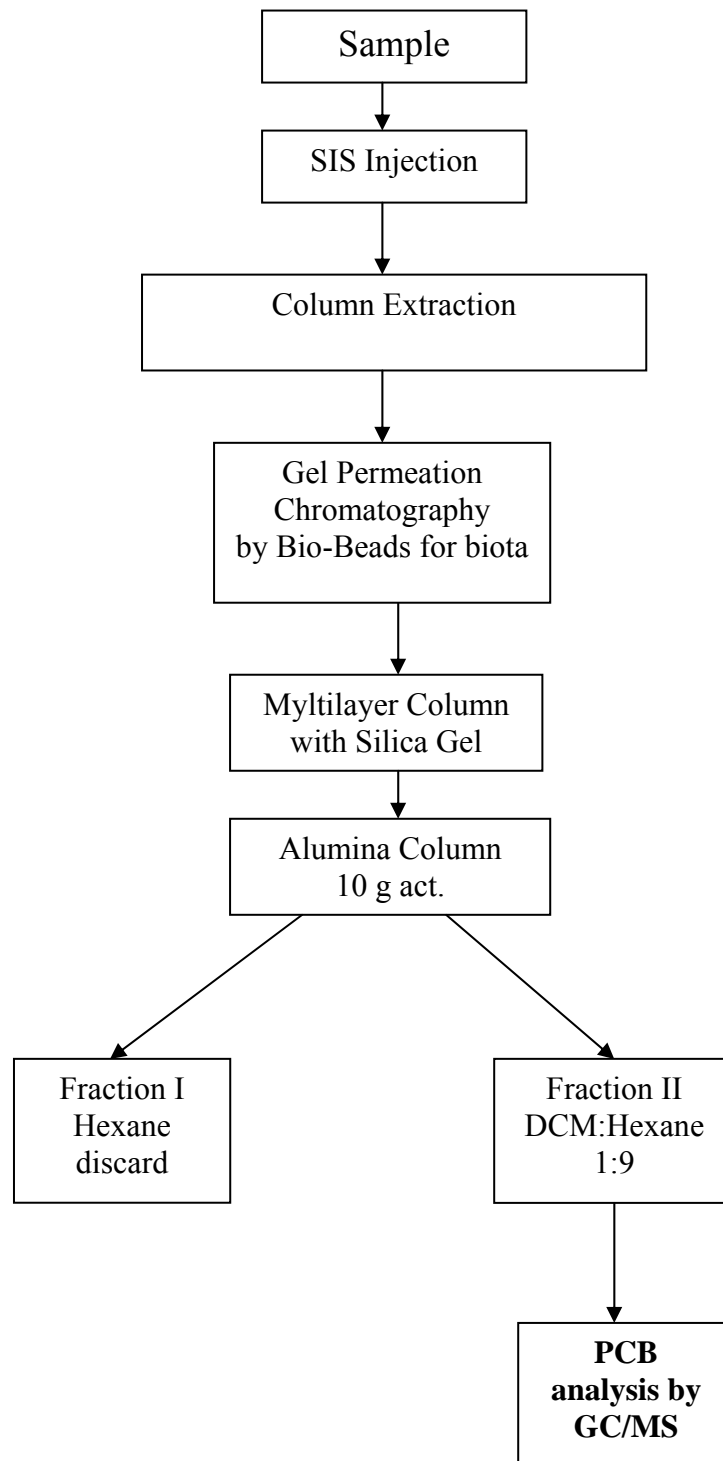 Sample
SIS Injection
Column Extraction
Gel Permeation
Chromatography
by Bio-Beads for biota
Myltilayer Column
with Silica Gel
Alumina Column
10 g act.
Fraction I
Hexane
discard
Fraction II
DCM:Hexane
1:9
PCB
analysis by
GC/MS